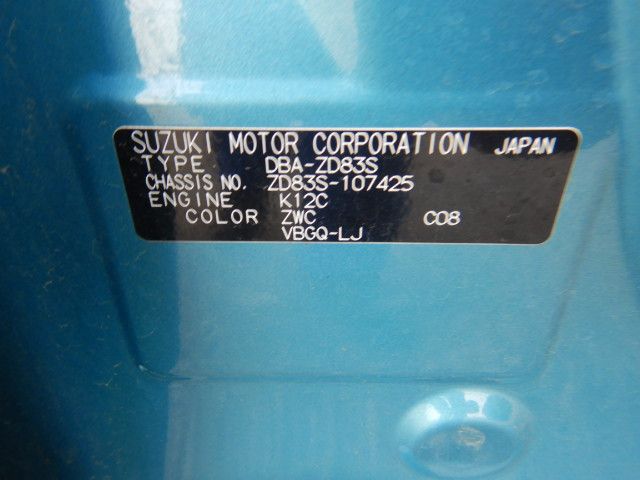 SUZUKI MOTOR CORPORATION JAPAN
TYPE DBA-ZD83S
CHASSIS NO. ZD83S-107425
ENGINE K12C
COLOR ZWC C08
VBGQ-LJ